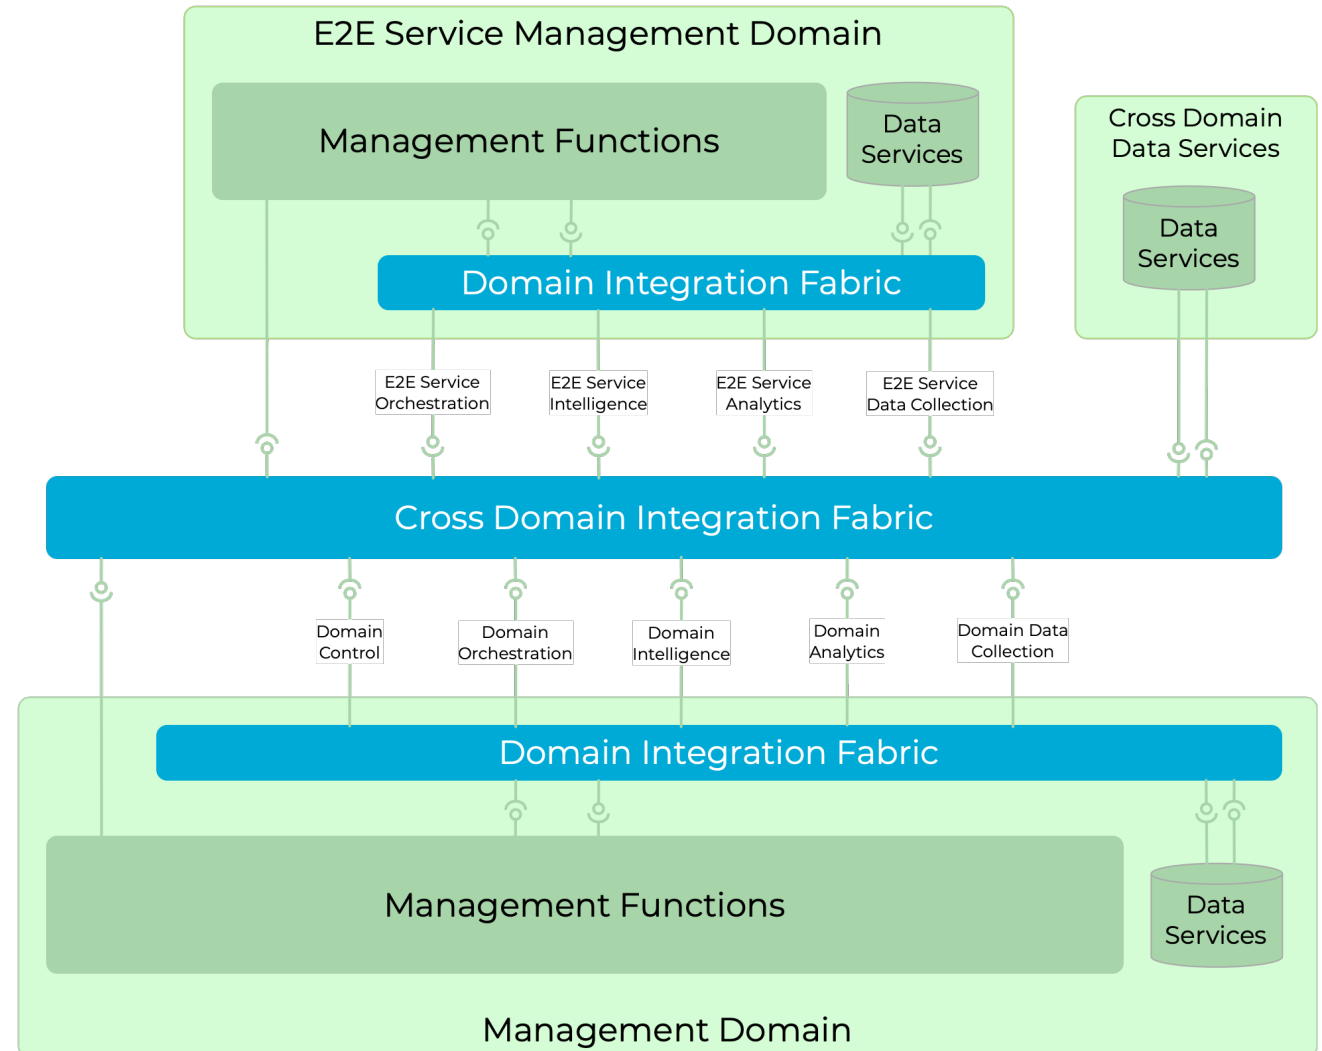 E2E Service Management Domain
Management Functions
Data
Services
Cross Domain
Data Services
Data
Services
Domain Integration Fabric
E2E Service
Orchestration
E2E Service
Intelligence
E2E Service
Analytics
E2E Service
Data Collection
Cross Domain Integration Fabric
Domain
Control
Domain
Orchestration
Domain
Intelligence
Domain
Analytics
Domain Data
Collection
Domain Integration Fabric
Management Functions
Data
Services
Management Domain